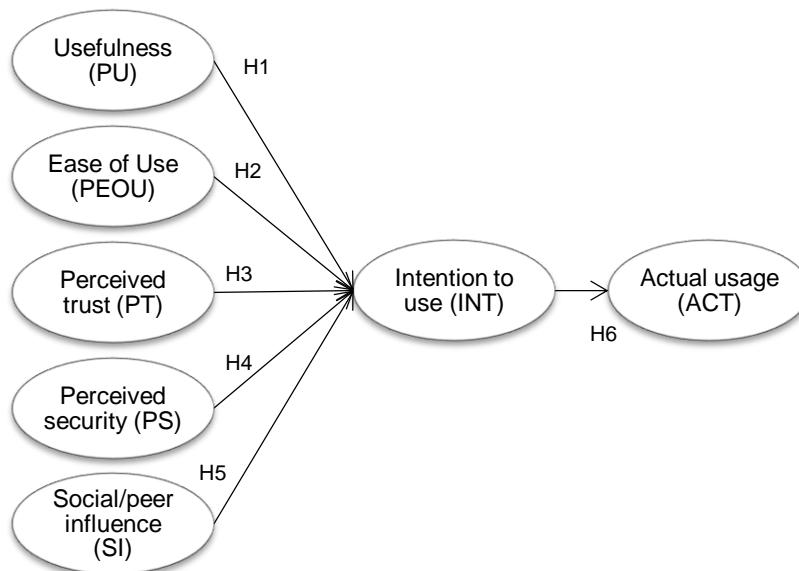 Usefulness
(PU)
H1
Ease of Use
(PEOU)
H2
Perceived
trust (PT)
H3
Perceived
security (PS)
H4
Social/peer
influence
(SI)
H5
Intention to
use (INT)
H6
Actual usage
(ACT)